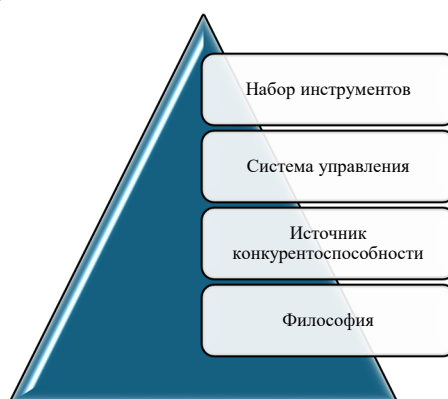 Набор инструментов
Система управления
Источник
конкурентоспособности
Философия